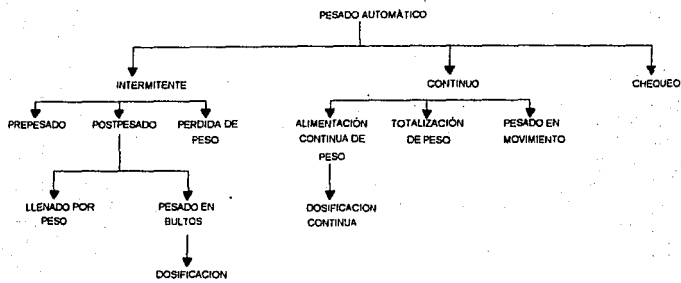 PESADO AUTOMÀTICO
INTERMITENTE
CONTINUO
CHEQUEO
PREPESADO
POSTPESADO
PERDIDA DE
PESO
ALIMENTACIÓN
CONTINUA DE
PESO
TOTALIZACIÓN
DE PESO
PESADO EN
MOVIMIENTO
LLENADO POR
PESO
PESADO EN
BULTOS
DOSIFICACION
CONTINUA
DOSIFICACION